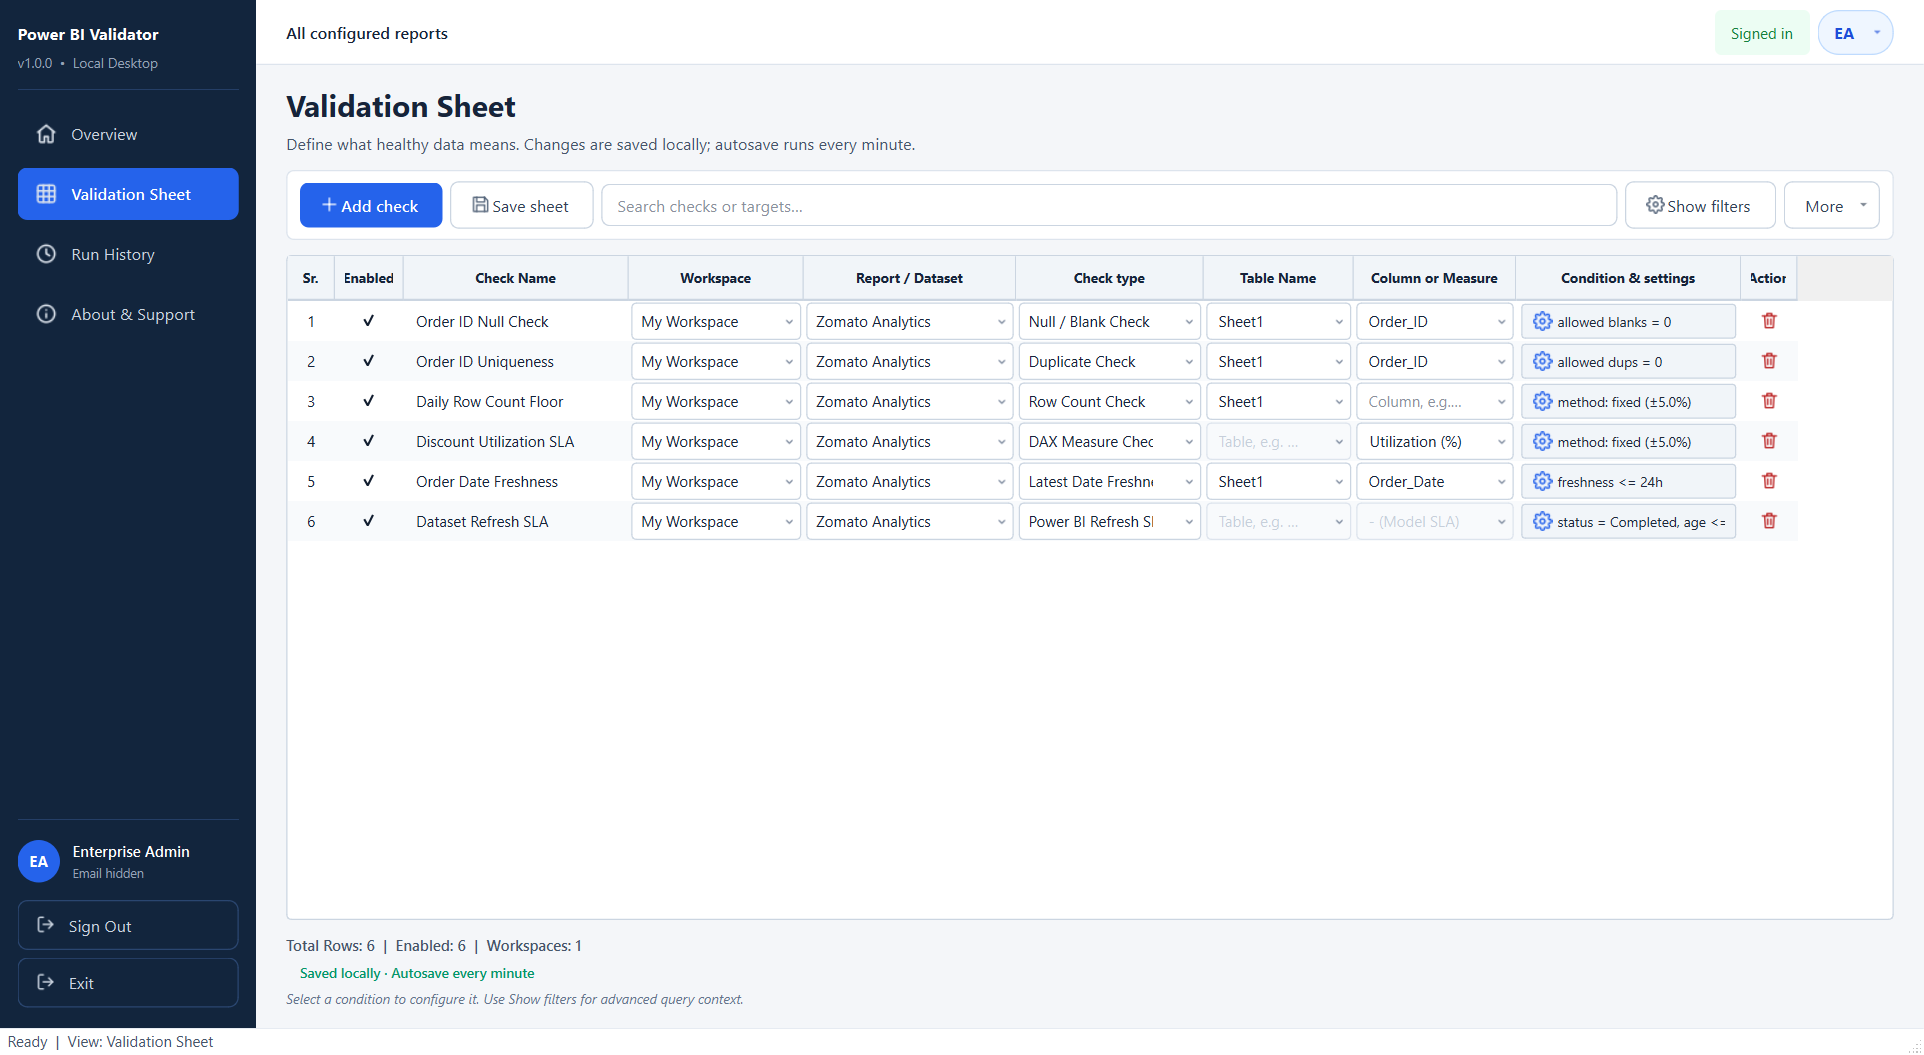 Power BI Validator
v1.0.0 • Local Desktop
Overview
Validation Sheet
Run History
About & Support
Enterprise Admin
EA
Email hidden
Sign Out
Exit
All configured reports
Signed in
EA
Validation Sheet
Define what healthy data means. Changes are saved locally; autosave runs every minute.
+ Add check
Save sheet
Search checks or targets...
Show filters
More
Sr. Enabled Check Name Workspace Report / Dataset Check type Table Name Column or Measure Condition & settings Action
1 ✓ Order ID Null Check My Workspace Zomato Analytics Null / Blank Check Sheet1 Order_ID allowed blanks = 0
2 ✓ Order ID Uniqueness My Workspace Zomato Analytics Duplicate Check Sheet1 Order_ID allowed dups = 0
3 ✓ Daily Row Count Floor My Workspace Zomato Analytics Row Count Check Sheet1 Column, e.g.... method: fixed (±5.0%)
4 ✓ Discount Utilization SLA My Workspace Zomato Analytics DAX Measure Chec Table, e.g. ... Utilization (%) method: fixed (±5.0%)
5 ✓ Order Date Freshness My Workspace Zomato Analytics Latest Date Freshn Sheet1 Order_Date freshness <= 24h
6 ✓ Dataset Refresh SLA My Workspace Zomato Analytics Power BI Refresh Sl Table, e.g. ... - (Model SLA) status = Completed, age <=
Total Rows: 6 | Enabled: 6 | Workspaces: 1
Saved locally · Autosave every minute
Select a condition to configure it. Use Show filters for advanced query context.
Ready | View: Validation Sheet